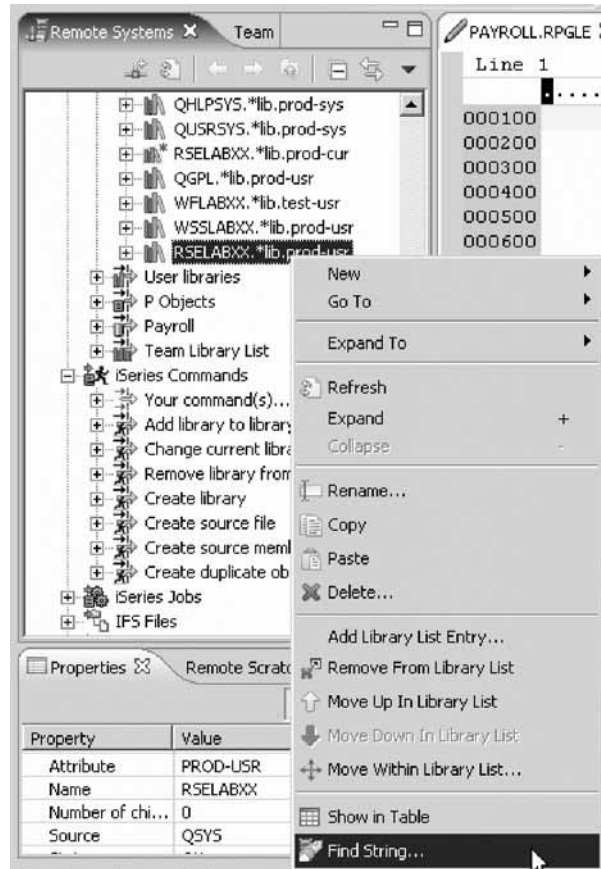 Remote Systems Team
PAYROLL.RPGLE
Line 1
QHLPSYS.*lib.prod-sys
QUSRSYS.*lib.prod-sys
RSELABXX.*lib.prod-cur
QGPL.*lib.prod-usr
WFLABXX.*lib.test-usr
WSSLABXX.*lib.prod-usr
RSELABXX.*lib.prod-usr
User libraries
P Objects
Payroll
Team Library List
iSeries Commands
Your command(s)...
Add library to library
Change current libra
Remove library from
Create library
Create source file
Create source meml
Create duplicate ob
iSeries Jobs
IFS Files
000100
000200
000300
000400
000500
000600
New
Go To
Expand To
Refresh
Expand +
Collapse -
Rename...
Copy
Paste
Delete...
Add Library List Entry...
Remove From Library List
Move Up In Library List
Move Down In Library List
Move Within Library List...
Show in Table
Find String...
Properties Remote Scratc
Property Value
Attribute PROD-USR
Name RSELABXX
Number of chi... 0
Source QSYS